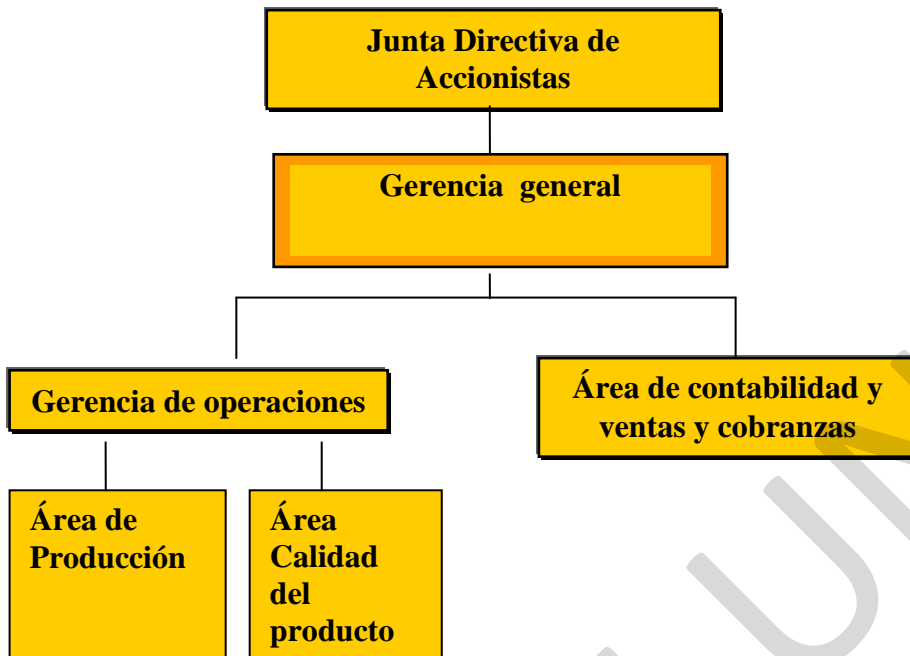 Junta Directiva de
Accionistas
Gerencia general
Gerencia de operaciones
Área de contabilidad y
ventas y cobranzas
Área de
Producción
Área
Calidad
del
producto